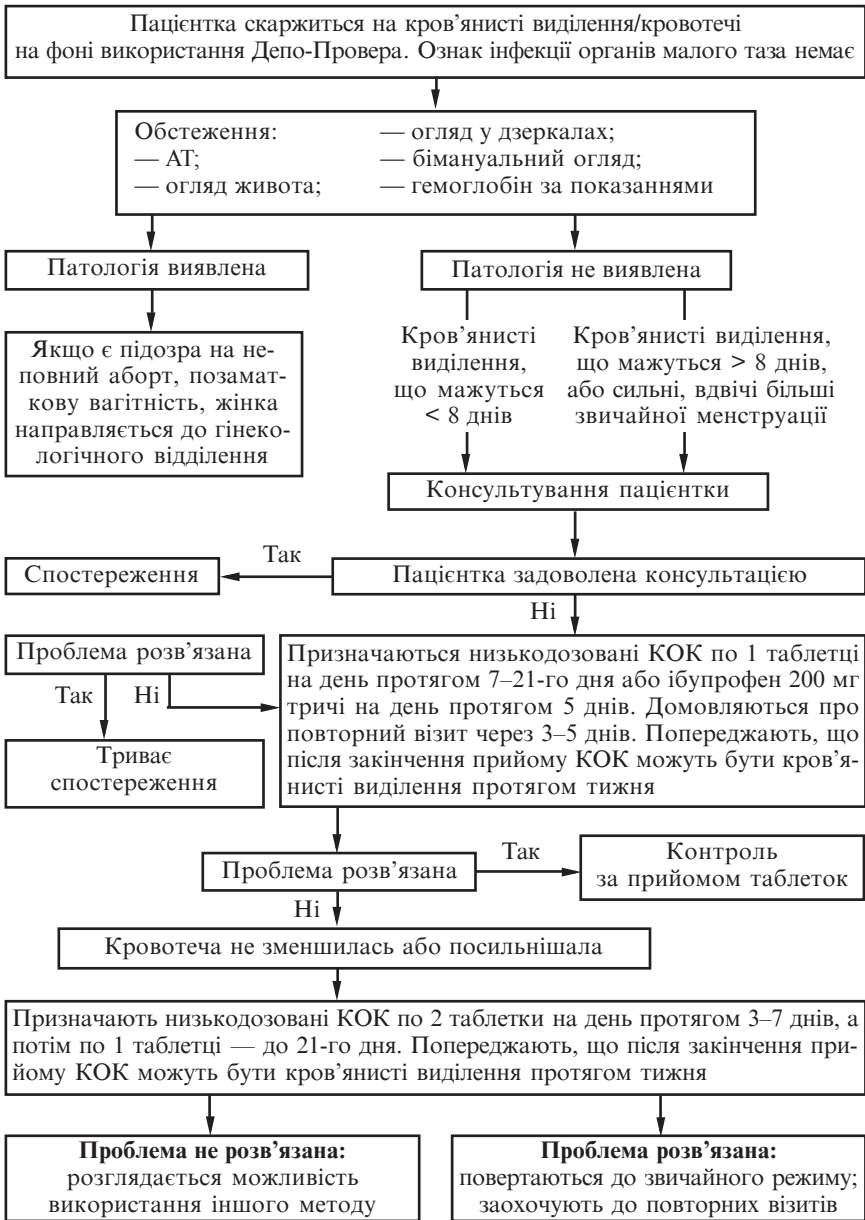 Пацієнтка скаржиться на кров'янисті виділення/кровотечі
на фоні використання Депо-Провера. Ознак інфекції органів малого таза немає
Обстеження:
— АТ;
— огляд живота;
— огляд у дзеркалах;
— бімануальний огляд;
— гемоглобін за показаннями
Патологія виявлена
Патологія не виявлена
Якщо є підозра на не-
повний аборт, позамат-
кову вагітність, жінка
направляється до гінеко-
логічного відділення
Кров'янисті
виділення,
що мажуться
< 8 днів
Кров'янисті виділення,
що мажуться > 8 днів,
або сильні, вдвічі більші
звичайної менструації
Консультування пацієнтки
Пацієнтка задоволена консультацією
Так
Спостереження
Ні
Проблема розв'язана
Так
Ні
Триває
спостереження
Призначаються низькодозовані КОК по 1 таблетці
на день протягом 7–21-го дня або ібупрофен 200 мг
тричі на день протягом 5 днів. Домовляються про
повторний візит через 3–5 днів. Попереджають, що
після закінчення прийому КОК можуть бути кров'я-
нисті виділення протягом тижня
Проблема розв'язана
Так
Контроль
за прийомом таблеток
Ні
Кровотеча не зменшилась або посильнішала
Призначають низькодозовані КОК по 2 таблетки на день протягом 3–7 днів, а
потім по 1 таблетці — до 21-го дня. Попереджають, що після закінчення при-
йому КОК можуть бути кров'янисті виділення протягом тижня
Проблема не розв'язана:
розглядається можливість
використання іншого методу
Проблема розв'язана:
повертаються до звичайного режиму;
заохочують до повторних візитів